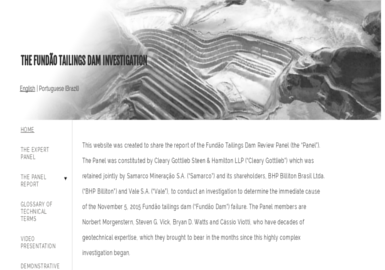 THE FUNDÃO TAILINGS DAM INVESTIGATION
English | Portuguese Brazil
HOME
THE EXPERT
PANEL
THE PANEL
REPORT
GLOSSARY OF
TECHNICAL
TERMS
VIDEO
PRESENTATION
DEMONSTRATIVE
This website was created to share the report of the Fundão Tailings Dam Review Panel (the "Panel").
The Panel was constituted by Cleary Gottlieb Steen & Hamilton LLP ("Cleary Gottlieb") which was
retained jointly by Samarco Mineração S.A. ("Samarco") and its shareholders, BHP Billiton Brasil Ltda.
("BHP Billiton") and Vale S.A. ("Vale"), to conduct an investigation to determine the immediate cause
of the November 5, 2015 Fundão tailings dam ("Fundão Dam") failure. The Panel members are
Norbert Morgenstern, Steven G. Vick, Bryan D. Watts and Cássio Viotti, who have decades of
geotechnical expertise, which they brought to bear in the months since this highly complex
investigation began.